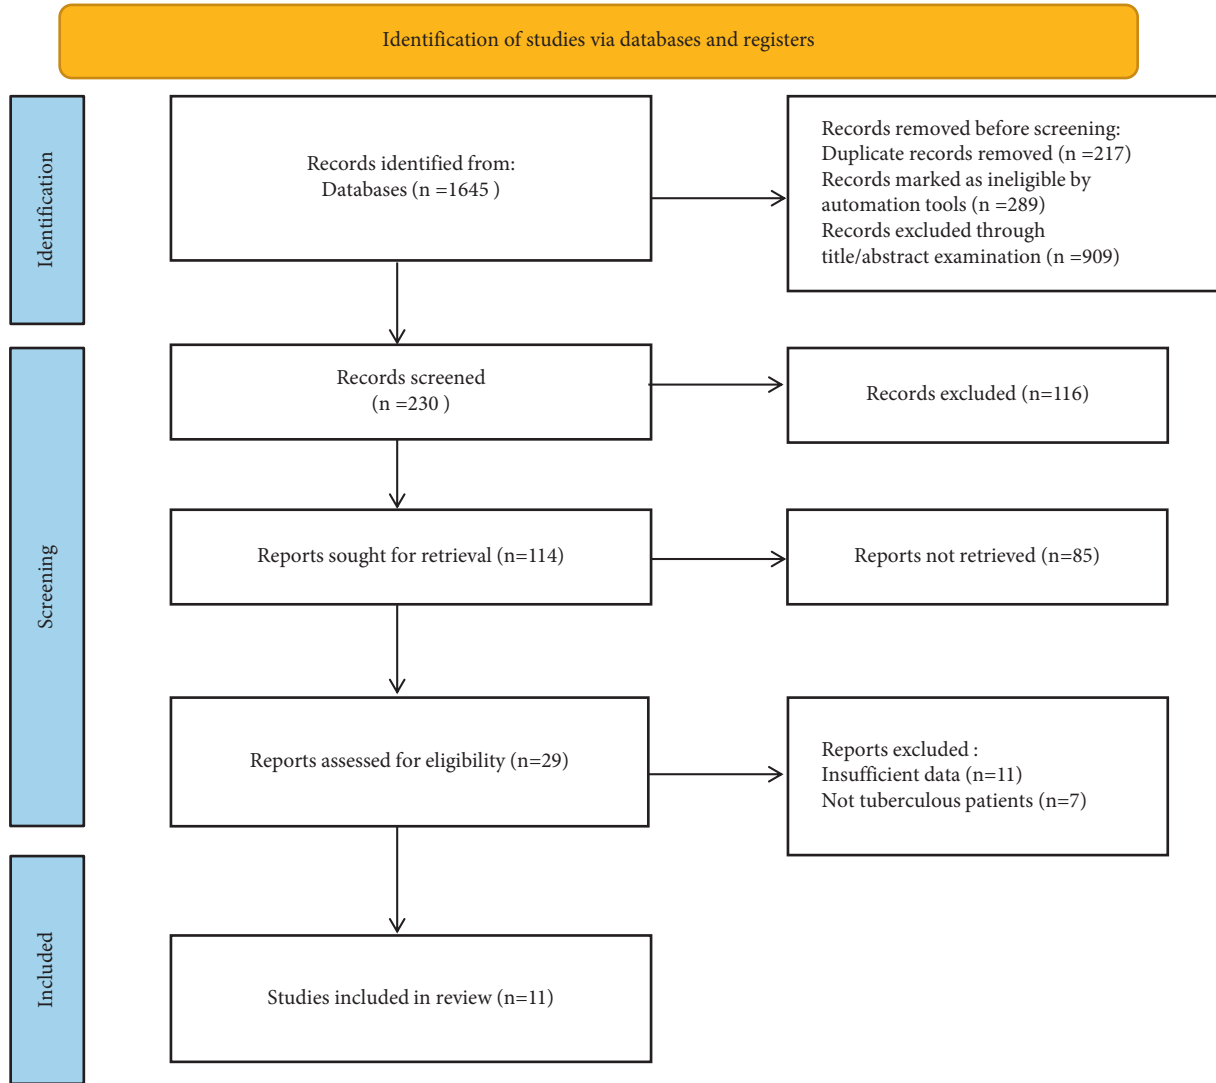 Identification of studies via databases and registers
Identification
Records identified from:
Databases (n =1645 )
Records removed before screening:
Duplicate records removed (n =217)
Records marked as ineligible by
automation tools (n =289)
Records excluded through
title/abstract examination (n =909)
Screening
Records screened
(n =230 )
Records excluded (n=116)
Reports sought for retrieval (n=114)
Reports not retrieved (n=85)
Reports assessed for eligibility (n=29)
Reports excluded :
Insufficient data (n=11)
Not tuberculous patients (n=7)
Included
Studies included in review (n=11)